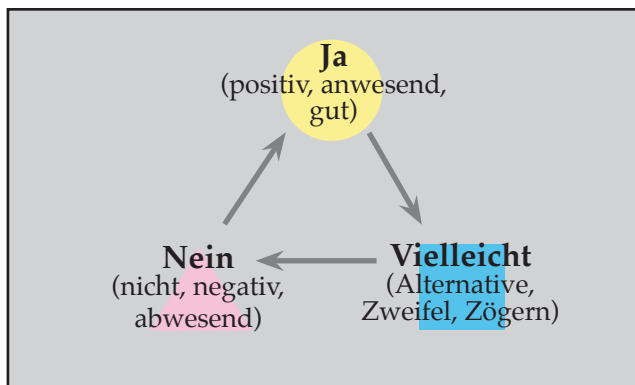 Ja
(positiv, anwesend,
gut)
Nein
(nicht, negativ,
abwesend)
Vielleicht
(Alternative,
Zweifel, Zögern)